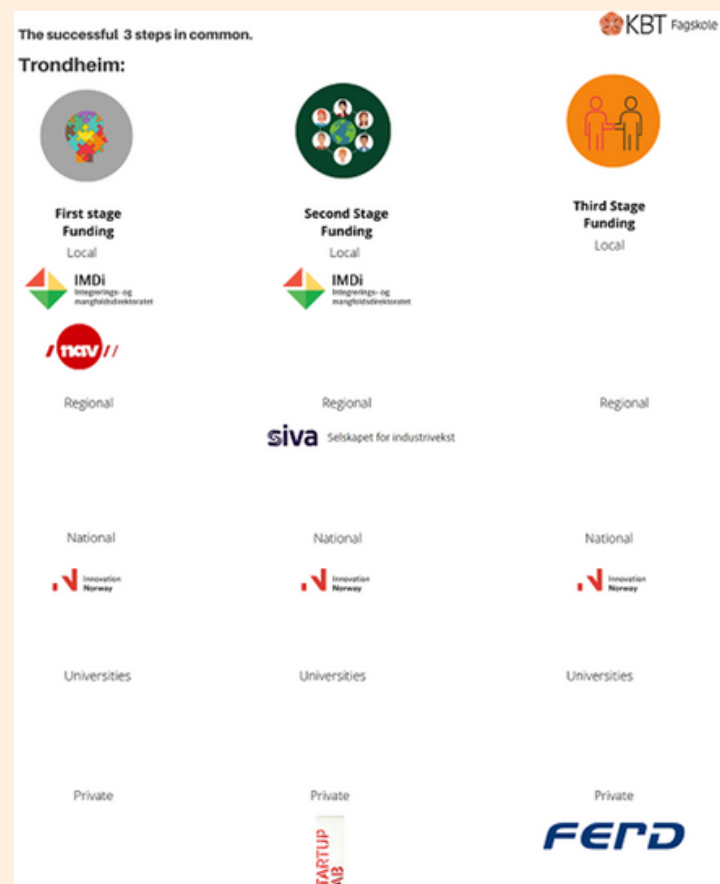 The successful 3 steps in common.
KBT Fagskole
Trondheim:
First stage
Funding
Local
Second Stage
Funding
Local
Third Stage
Funding
Local
IMDi
Integrerings- og
mangfoldsdirektoratet
IMDi
Integrerings- og
mangfoldsdirektoratet
/ nav //
Regional
Regional
Regional
siva Selskapet for industrivekst
National
National
National
Innovation
Norway
Innovation
Norway
Innovation
Norway
Universities
Universities
Universities
Private
Private
Private
TARTUP
AB
FERD